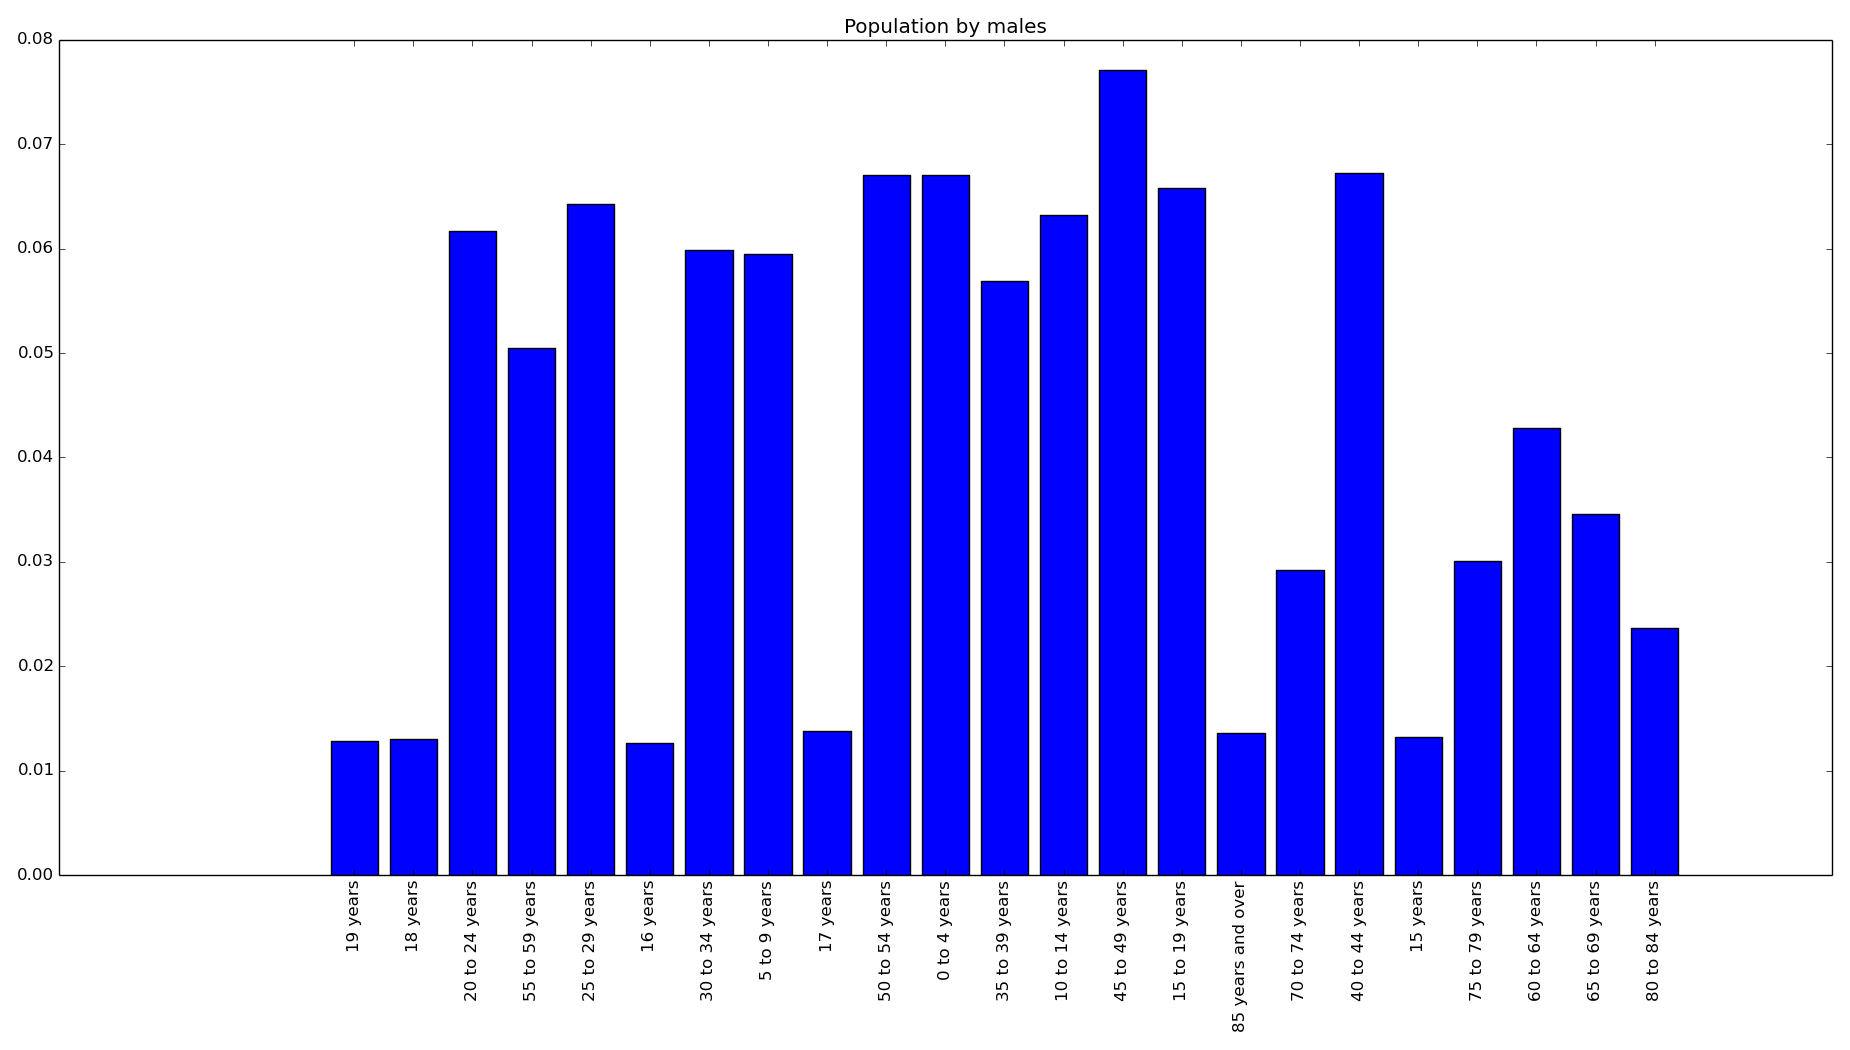 Population by males
0.08
0.07
0.06
0.05
0.04
0.03
0.02
0.01
0.00
19 years
18 years
20 to 24 years
55 to 59 years
25 to 29 years
16 years
30 to 34 years
5 to 9 years
17 years
50 to 54 years
0 to 4 years
35 to 39 years
10 to 14 years
45 to 49 years
15 to 19 years
85 years and over
70 to 74 years
40 to 44 years
15 years
75 to 79 years
60 to 64 years
65 to 69 years
80 to 84 years